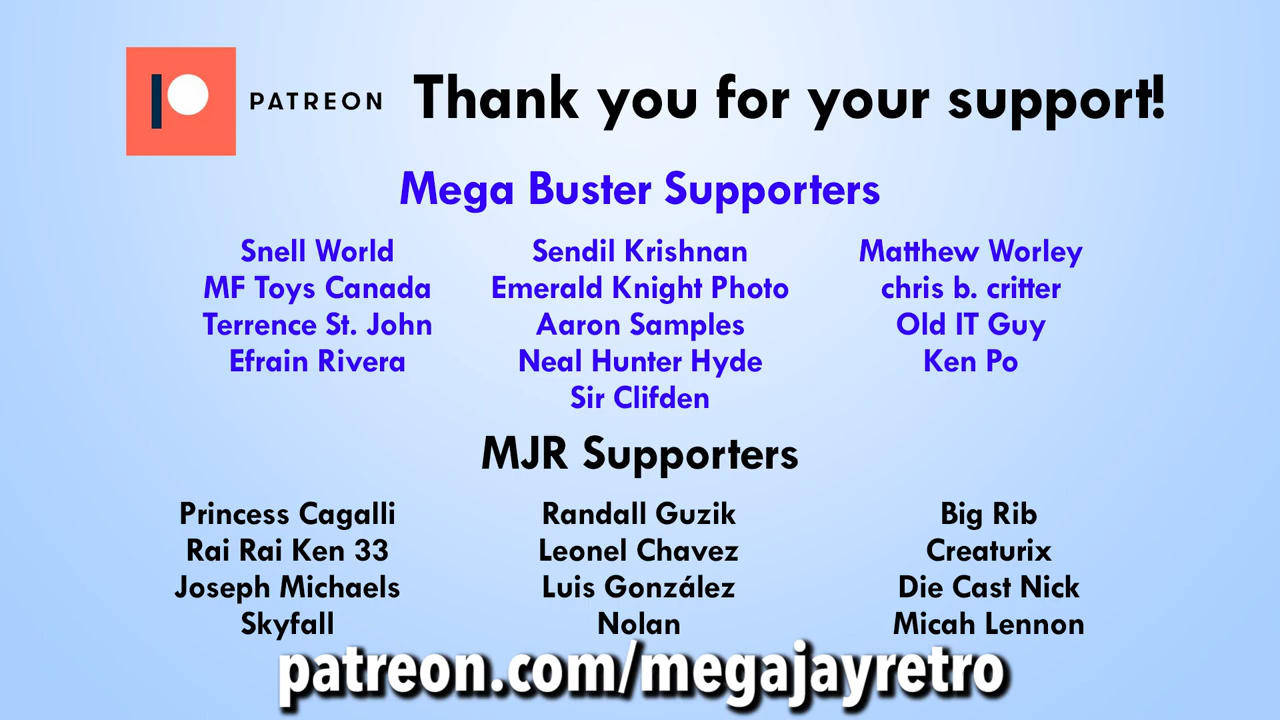 PATREON Thank you for your support!
Mega Buster Supporters
Snell World Sendil Krishnan Matthew Worley
MF Toys Canada Emerald Knight Photo chris b. critter
Terrence St. John Aaron Samples Old IT Guy
Efrain Rivera Neal Hunter Hyde Ken Po
Sir Clifden
MJR Supporters
Princess Cagalli Randall Guzik Big Rib
Rai Rai Ken 33 Leonel Chavez Creaturix
Joseph Michaels Luis González Die Cast Nick
Skyfall Nolan Micah Lennon
patreon.com/megajayretro